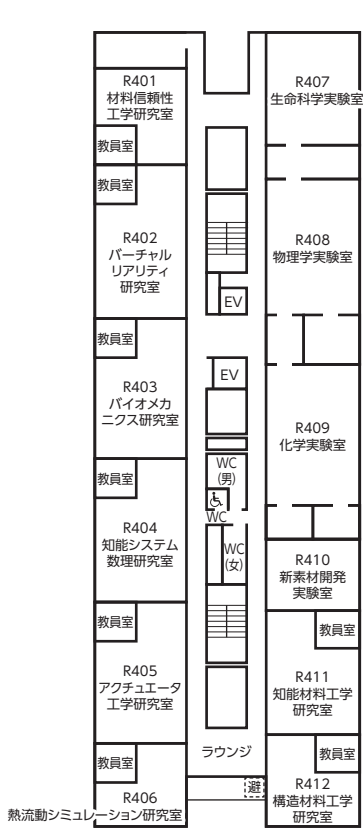 R401
材料信頼性
工学研究室
教員室
教員室
R402
バーチャル
リアリティ
研究室
教員室
R403
バイオメカ
ニクス研究室
教員室
R404
知能システム
数理研究室
教員室
R405
アクチュエータ
工学研究室
教員室
R406
熱流動シミュレーション研究室
EV
EV
WC
(男)
WC
WC
(女)
ラウンジ
避
R407
生命科学実験室
R408
物理学実験室
R409
化学実験室
R410
新素材開発
実験室
教員室
R411
知能材料工学
研究室
教員室
R412
構造材料工学
研究室